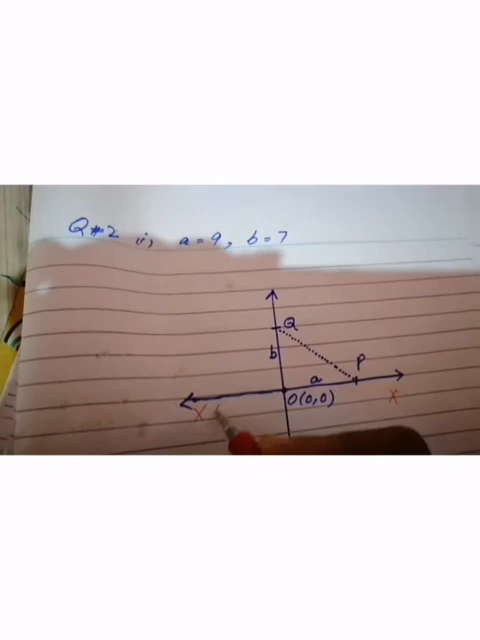 Q#2 (i) a=9, b=7
Q
b
P
a
O(0,0)
X
X